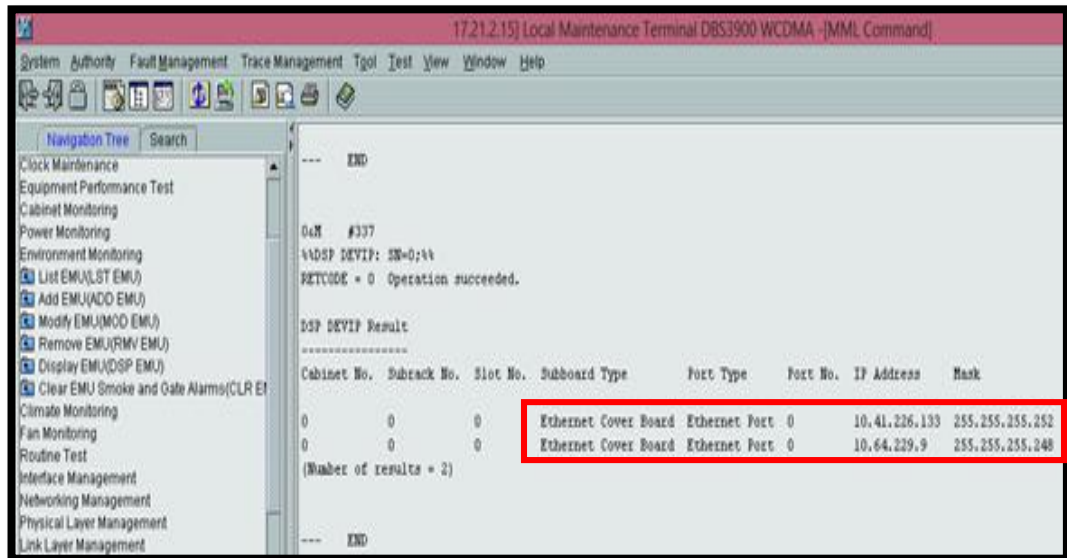 17.21.2.15] Local Maintenance Terminal DBS3900 WCDMA -[MML Command]
System Authority Fault Management Trace Management Tool Test View Window Help
Navigation Tree Search
Clock Maintenance
Equipment Performance Test
Cabinet Monitoring
Power Monitoring
Environment Monitoring
List EMU(LST EMU)
Add EMU(ADD EMU)
Modify EMU(MOD EMU)
Remove EMU(RMV EMU)
Display EMU(DSP EMU)
Clear EMU Smoke and Gate Alarms(CLR EM
Climate Monitoring
Fan Monitoring
Routine Test
Interface Management
Networking Management
Physical Layer Management
Link Layer Management
--- END
O&M #337
%%DSP DEVIP: SN=0;%%
RETCODE = 0 Operation succeeded.
DSP DEVIP Result
-----------------
Cabinet No. Subrack No. Slot No. Subboard Type Port Type Port No. IP Address Mask
0 0 0 Ethernet Cover Board Ethernet Port 0 10.41.226.133 255.255.255.252
0 0 0 Ethernet Cover Board Ethernet Port 0 10.64.229.9 255.255.255.248
(Number of results = 2)
--- END